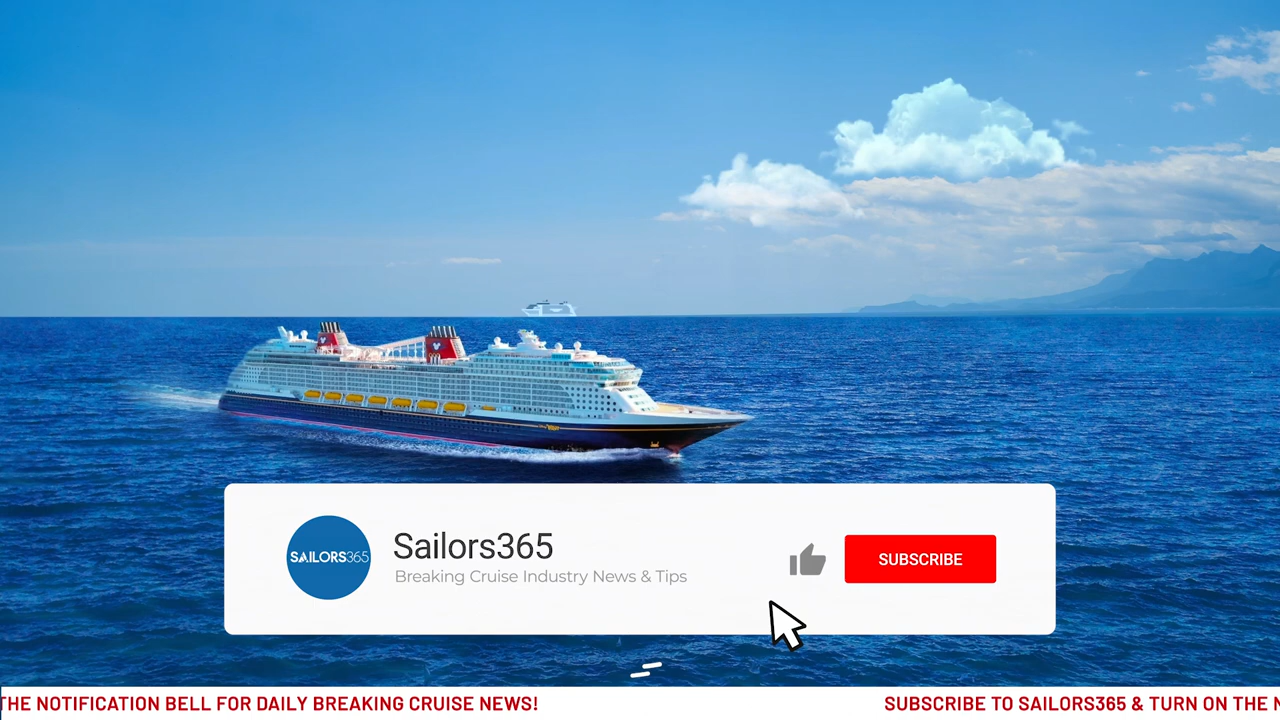 SAILORS365
Sailors365
Breaking Cruise Industry News & Tips
SUBSCRIBE
THE NOTIFICATION BELL FOR DAILY BREAKING CRUISE NEWS!
SUBSCRIBE TO SAILORS365 & TURN ON THE